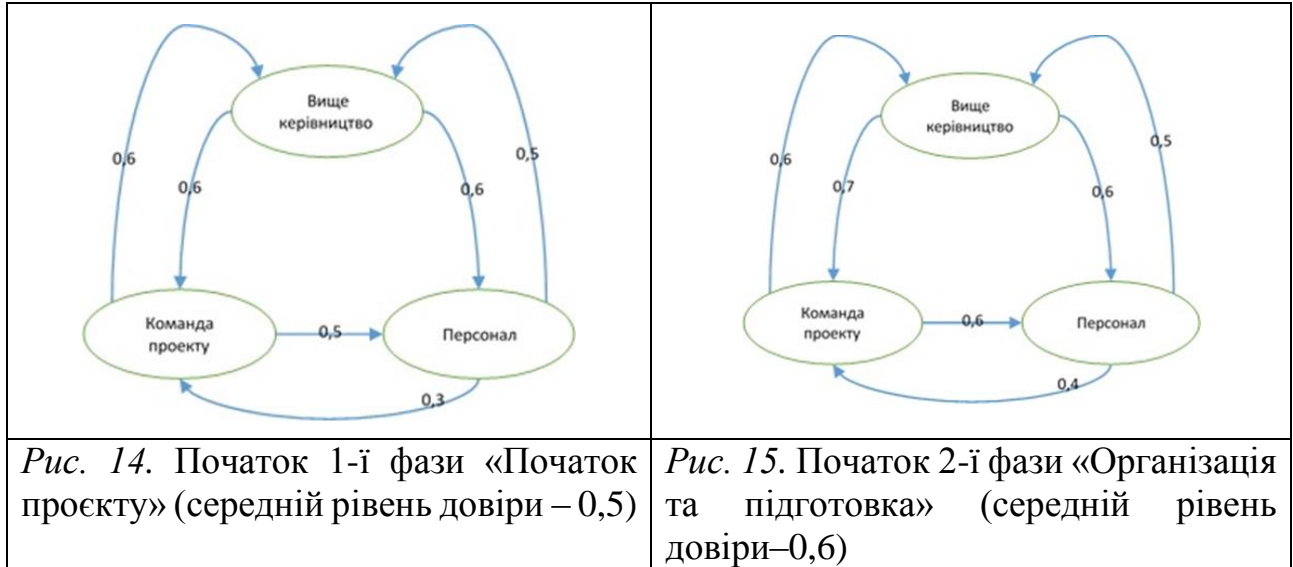 Вище
керівництво
0,6
0,6
0,6
0,5
Команда
проекту
0,5
Персонал
0,3
Рис. 14. Початок 1-ї фази «Початок
проєкту» (середній рівень довіри – 0,5)
Вище
керівництво
0,6
0,7
0,6
0,5
Команда
проекту
0,6
Персонал
0,4
Рис. 15. Початок 2-ї фази «Організація
та підготовка» (середній рівень
довіри–0,6)